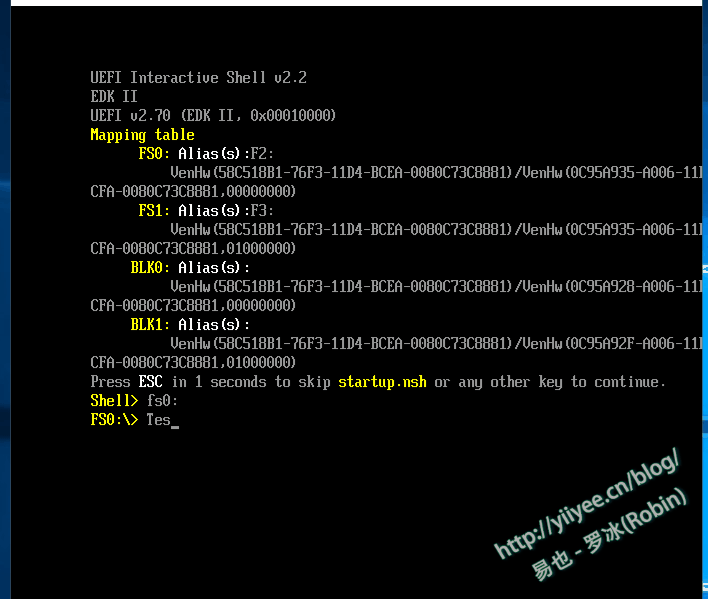 UEFI Interactive Shell v2.2
EDK II
UEFI v2.70 (EDK II, 0x00010000)
Mapping table
FS0: Alias(s):F2:
VenHw(58C518B1-76F3-11D4-BCEA-0080C73C8881)/VenHw(0C95A935-A006-11
CFA-0080C73C8881,00000000)
FS1: Alias(s):F3:
VenHw(58C518B1-76F3-11D4-BCEA-0080C73C8881)/VenHw(0C95A935-A006-11
CFA-0080C73C8881,01000000)
BLK0: Alias(s):
VenHw(58C518B1-76F3-11D4-BCEA-0080C73C8881)/VenHw(0C95A928-A006-11
CFA-0080C73C8881,00000000)
BLK1: Alias(s):
VenHw(58C518B1-76F3-11D4-BCEA-0080C73C8881)/VenHw(0C95A92F-A006-11
CFA-0080C73C8881,01000000)
Press ESC in 1 seconds to skip startup.nsh or any other key to continue.
Shell> fs0:
FS0:\> Tes_
http://yiiyee.cn/blog/
易也 - 罗冰(Robin)